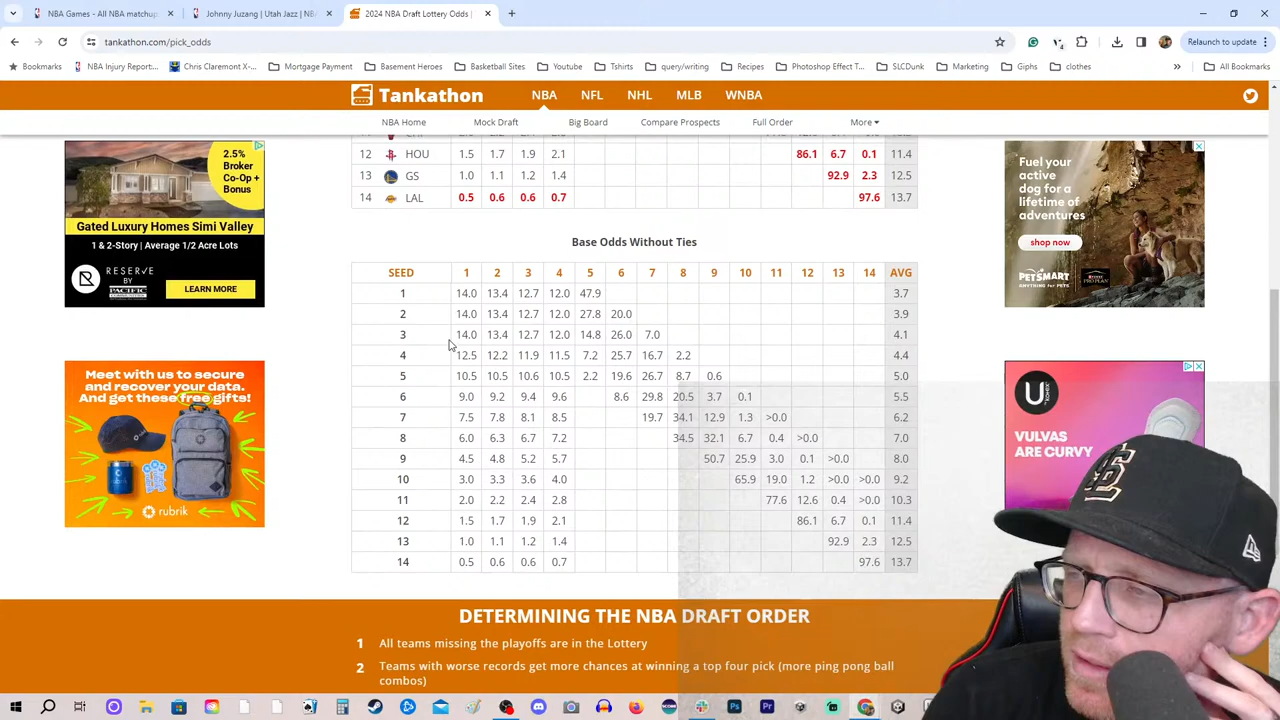 NBA Games - All NBA matchup
Johnny Juzang | Utah Jazz | NB
2024 NBA Draft Lottery Odds |
tankathon.com/pick_odds
Relaunch to update
Bookmarks
NBA Injury Report:...
Chris Claremont X-...
Mortgage Payment
Basement Heroes
Basketball Sites
Youtube
Tshirts
query/writing
Recipes
Photoshop Effect T...
SLCDunk
Marketing
Giphs
clothes
All Bookmarks
Tankathon
NBA NFL NHL MLB WNBA
NBA Home Mock Draft Big Board Compare Prospects Full Order More
12 HOU 1.5 1.7 1.9 2.1 86.1 6.7 0.1 11.4
13 GS 1.0 1.1 1.2 1.4 92.9 2.3 12.5
14 LAL 0.5 0.6 0.6 0.7 97.6 13.7
Base Odds Without Ties
SEED 1 2 3 4 5 6 7 8 9 10 11 12 13 14 AVG
1 14.0 13.4 12.7 12.0 47.9 3.7
2 14.0 13.4 12.7 12.0 27.8 20.0 3.9
3 14.0 13.4 12.7 12.0 14.8 26.0 7.0 4.1
4 12.5 12.2 11.9 11.5 7.2 25.7 16.7 2.2 4.4
5 10.5 10.5 10.6 10.5 2.2 19.6 26.7 8.7 0.6 5.0
6 9.0 9.2 9.4 9.6 8.6 29.8 20.5 3.7 0.1 5.5
7 7.5 7.8 8.1 8.5 19.7 34.1 12.9 1.3 >0.0 6.2
8 6.0 6.3 6.7 7.2 34.5 32.1 6.7 0.4 >0.0 7.0
9 4.5 4.8 5.2 5.7 50.7 25.9 3.0 0.1 >0.0 8.0
10 3.0 3.3 3.6 4.0 65.9 19.0 1.2 >0.0 >0.0 9.2
11 2.0 2.2 2.4 2.8 77.6 12.6 0.4 >0.0 10.3
12 1.5 1.7 1.9 2.1 86.1 6.7 0.1 11.4
13 1.0 1.1 1.2 1.4 92.9 2.3 12.5
14 0.5 0.6 0.6 0.7 97.6 13.7
DETERMINING THE NBA DRAFT ORDER
1 All teams missing the playoffs are in the Lottery
2 Teams with worse records get more chances at winning a top four pick (more ping pong ball
combos)
2.5%
Broker
Co-Op +
Bonus
Gated Luxury Homes Simi Valley
1 & 2-Story | Average 1/2 Acre Lots
RESERVE
BY
PACIFIC
LEARN MORE
Meet with us to secure
and recover your data.
And get these free gifts!
rubrik
Fuel your
active
dog for a
lifetime of
adventures
shop now
PETSMART
ANYTHING for PETS
PRO PLAN
U
VULVAS
ARE CURVY